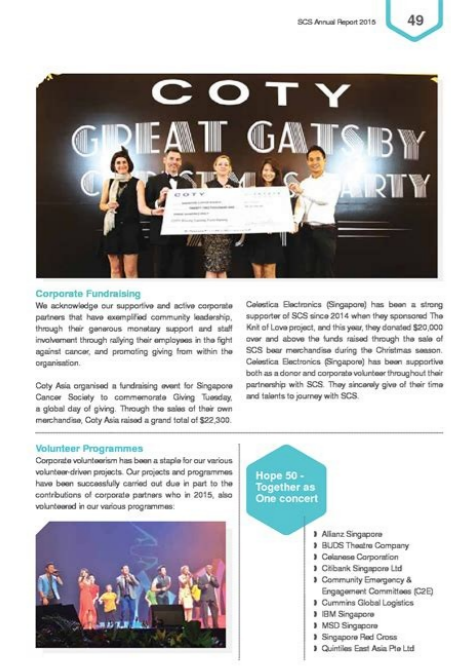 SCS Annual Report 2015
49
COTY
GREAT GATSBY
CHRISTMAS PARTY
COTY
Corporate Fundraising
We acknowledge our supportive and active corporate
partners that have exemplified community leadership,
through their generous monetary support and staff
involvement through rallying their employees in the fight
against cancer, and promoting giving from within the
organisation.
Coty Asia organised a fundraising event for Singapore
Cancer Society to commemorate Giving Tuesday,
a global day of giving. Through the sales of their own
merchandise, Coty Asia raised a grand total of $22,300.
Celestica Electronics (Singapore) has been a strong
supporter of SCS since 2014 when they sponsored The
Knit of Love project, and this year, they donated $20,000
over and above the funds raised through the sale of
SCS bear merchandise during the Christmas season.
Celestica Electronics (Singapore) has been supportive
both as a donor and corporate volunteer throughout their
partnership with SCS. They sincerely give of their time
and talents to journey with SCS.
Volunteer Programmes
Corporate volunteerism has been a staple for our various
volunteer-driven projects. Our projects and programmes
have been successfully carried out due in part to the
contributions of corporate partners who in 2015, also
volunteered in our various programmes:
Hope 50 -
Together as
One concert
Allianz Singapore
BUDS Theatre Company
Celanese Corporation
Citibank Singapore Ltd
Community Emergency &
Engagement Committees (C2E)
Cummins Global Logistics
IBM Singapore
MSD Singapore
Singapore Red Cross
Quintiles East Asia Pte Ltd